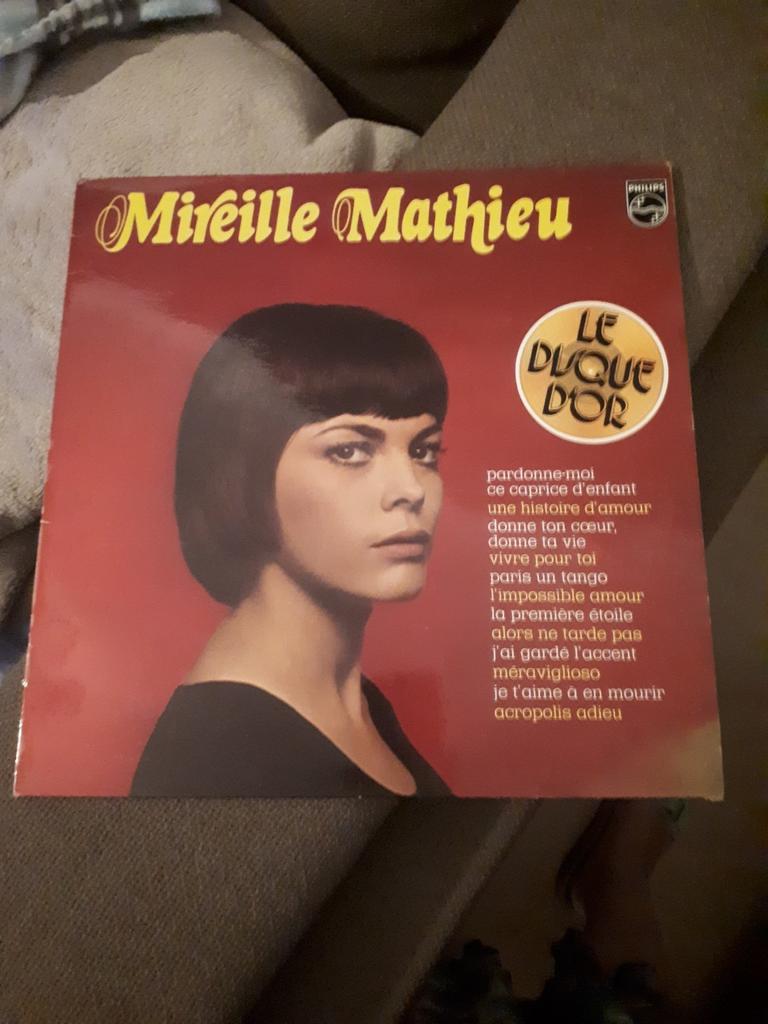 Mireille Mathieu
PHILIPS
LE
DISQUE
D'OR
pardonne-moi
ce caprice d'enfant
une histoire d'amour
donne ton cœur,
donne ta vie
vivre pour toi
paris un tango
l'impossible amour
la première étoile
alors ne tarde pas
j'ai gardé l'accent
méraviglioso
je t'aime à en mourir
acropolis adieu